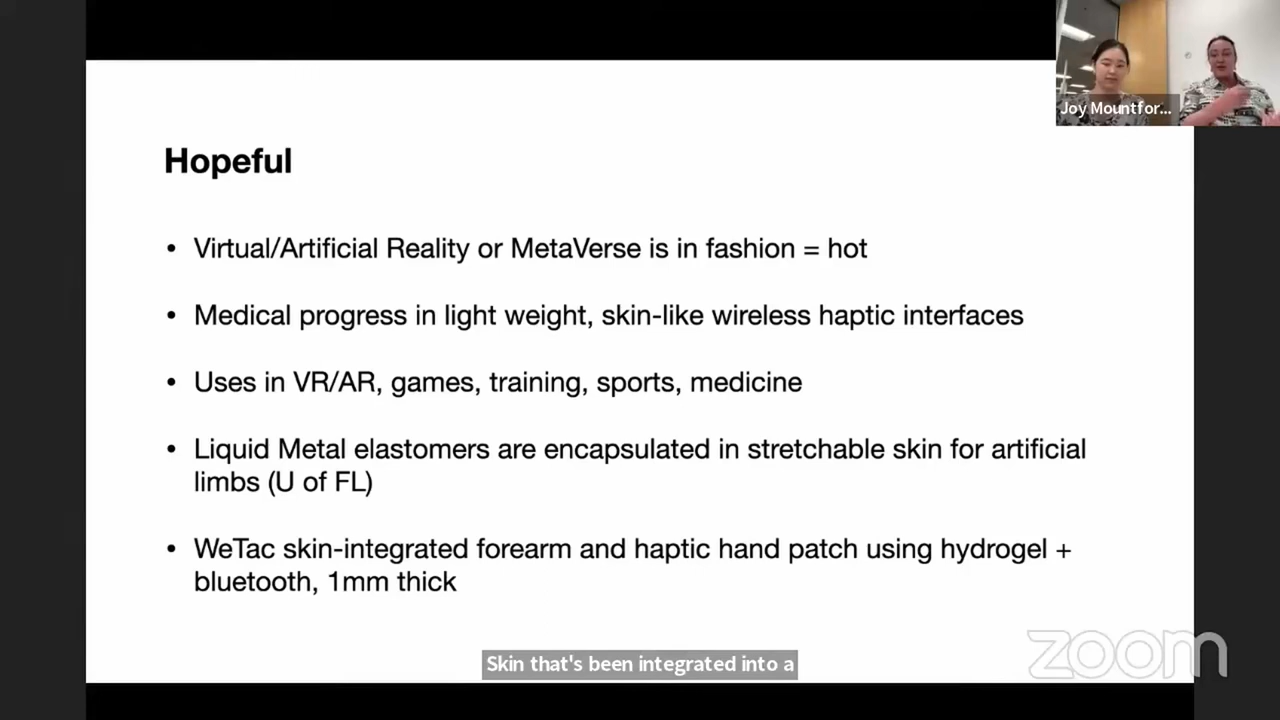 Joy Mountfor...
Hopeful
• Virtual/Artificial Reality or MetaVerse is in fashion = hot
• Medical progress in light weight, skin-like wireless haptic interfaces
• Uses in VR/AR, games, training, sports, medicine
• Liquid Metal elastomers are encapsulated in stretchable skin for artificial
limbs (U of FL)
• WeTac skin-integrated forearm and haptic hand patch using hydrogel +
bluetooth, 1mm thick
Skin that's been integrated into a
zoom